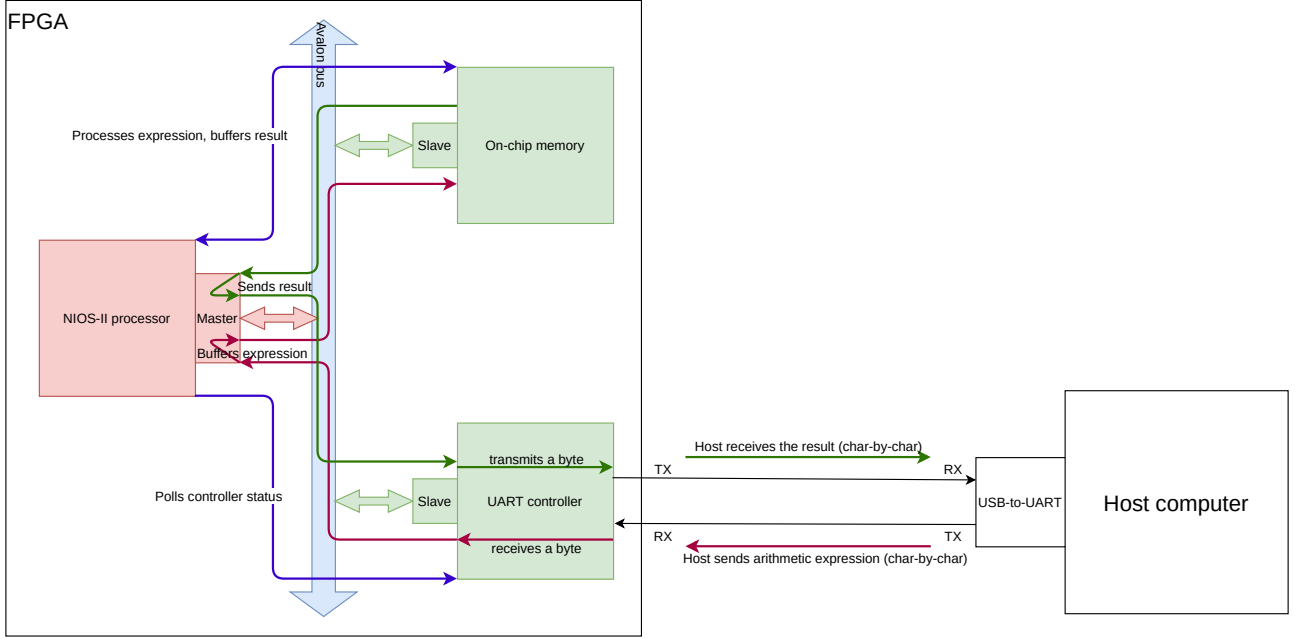 FPGA
Avalon bus
Processes expression, buffers result
Slave
On-chip memory
Sends result
NIOS-II processor
Master
Buffers expression
Host receives the result (char-by-char)
transmits a byte
TX
RX
Polls controller status
Slave
UART controller
USB-to-UART
Host computer
RX
TX
receives a byte
Host sends arithmetic expression (char-by-char)